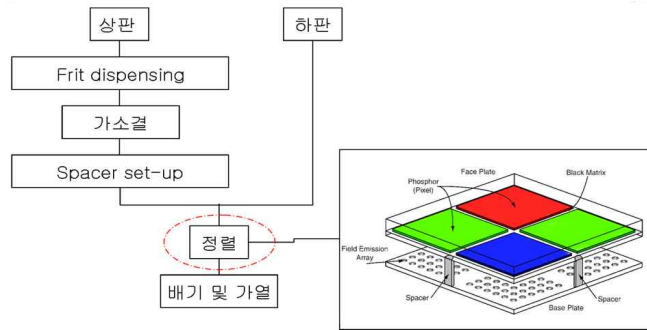 상판
하판
Frit dispensing
가소결
Spacer set-up
정렬
배기 및 가열
Face Plate
Black Matrix
Phosphor
(Pixel)
Field Emission
Array
Spacer
Base Plate
Spacer